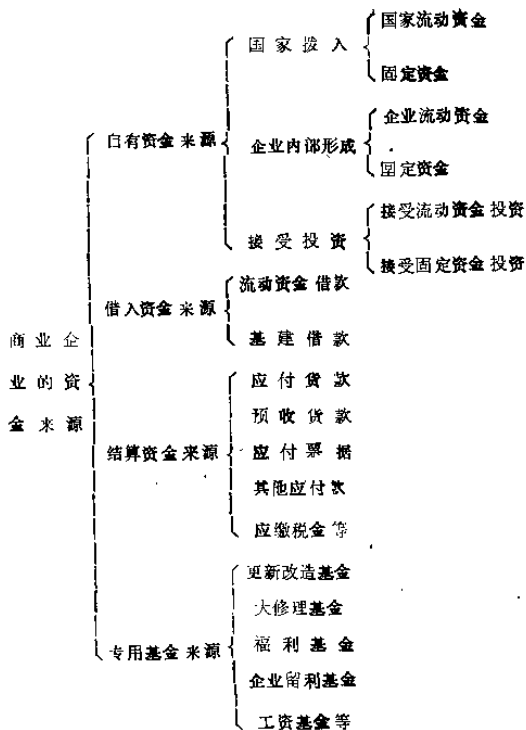 国家流动资金
国家拨入
固定资金
企业流动资金
自有资金来源
企业内部形成
固定资金
接受流动资金投资
接受投资
接受固定资金投资
流动资金借款
借入资金来源
商业企
基建借款
业的资
应付货款
金来源
预收货款
结算资金来源
应付票据
其他应付款
应缴税金等
更新改造基金
大修理基金
专用基金来源
福利基金
企业留利基金
工资基金等